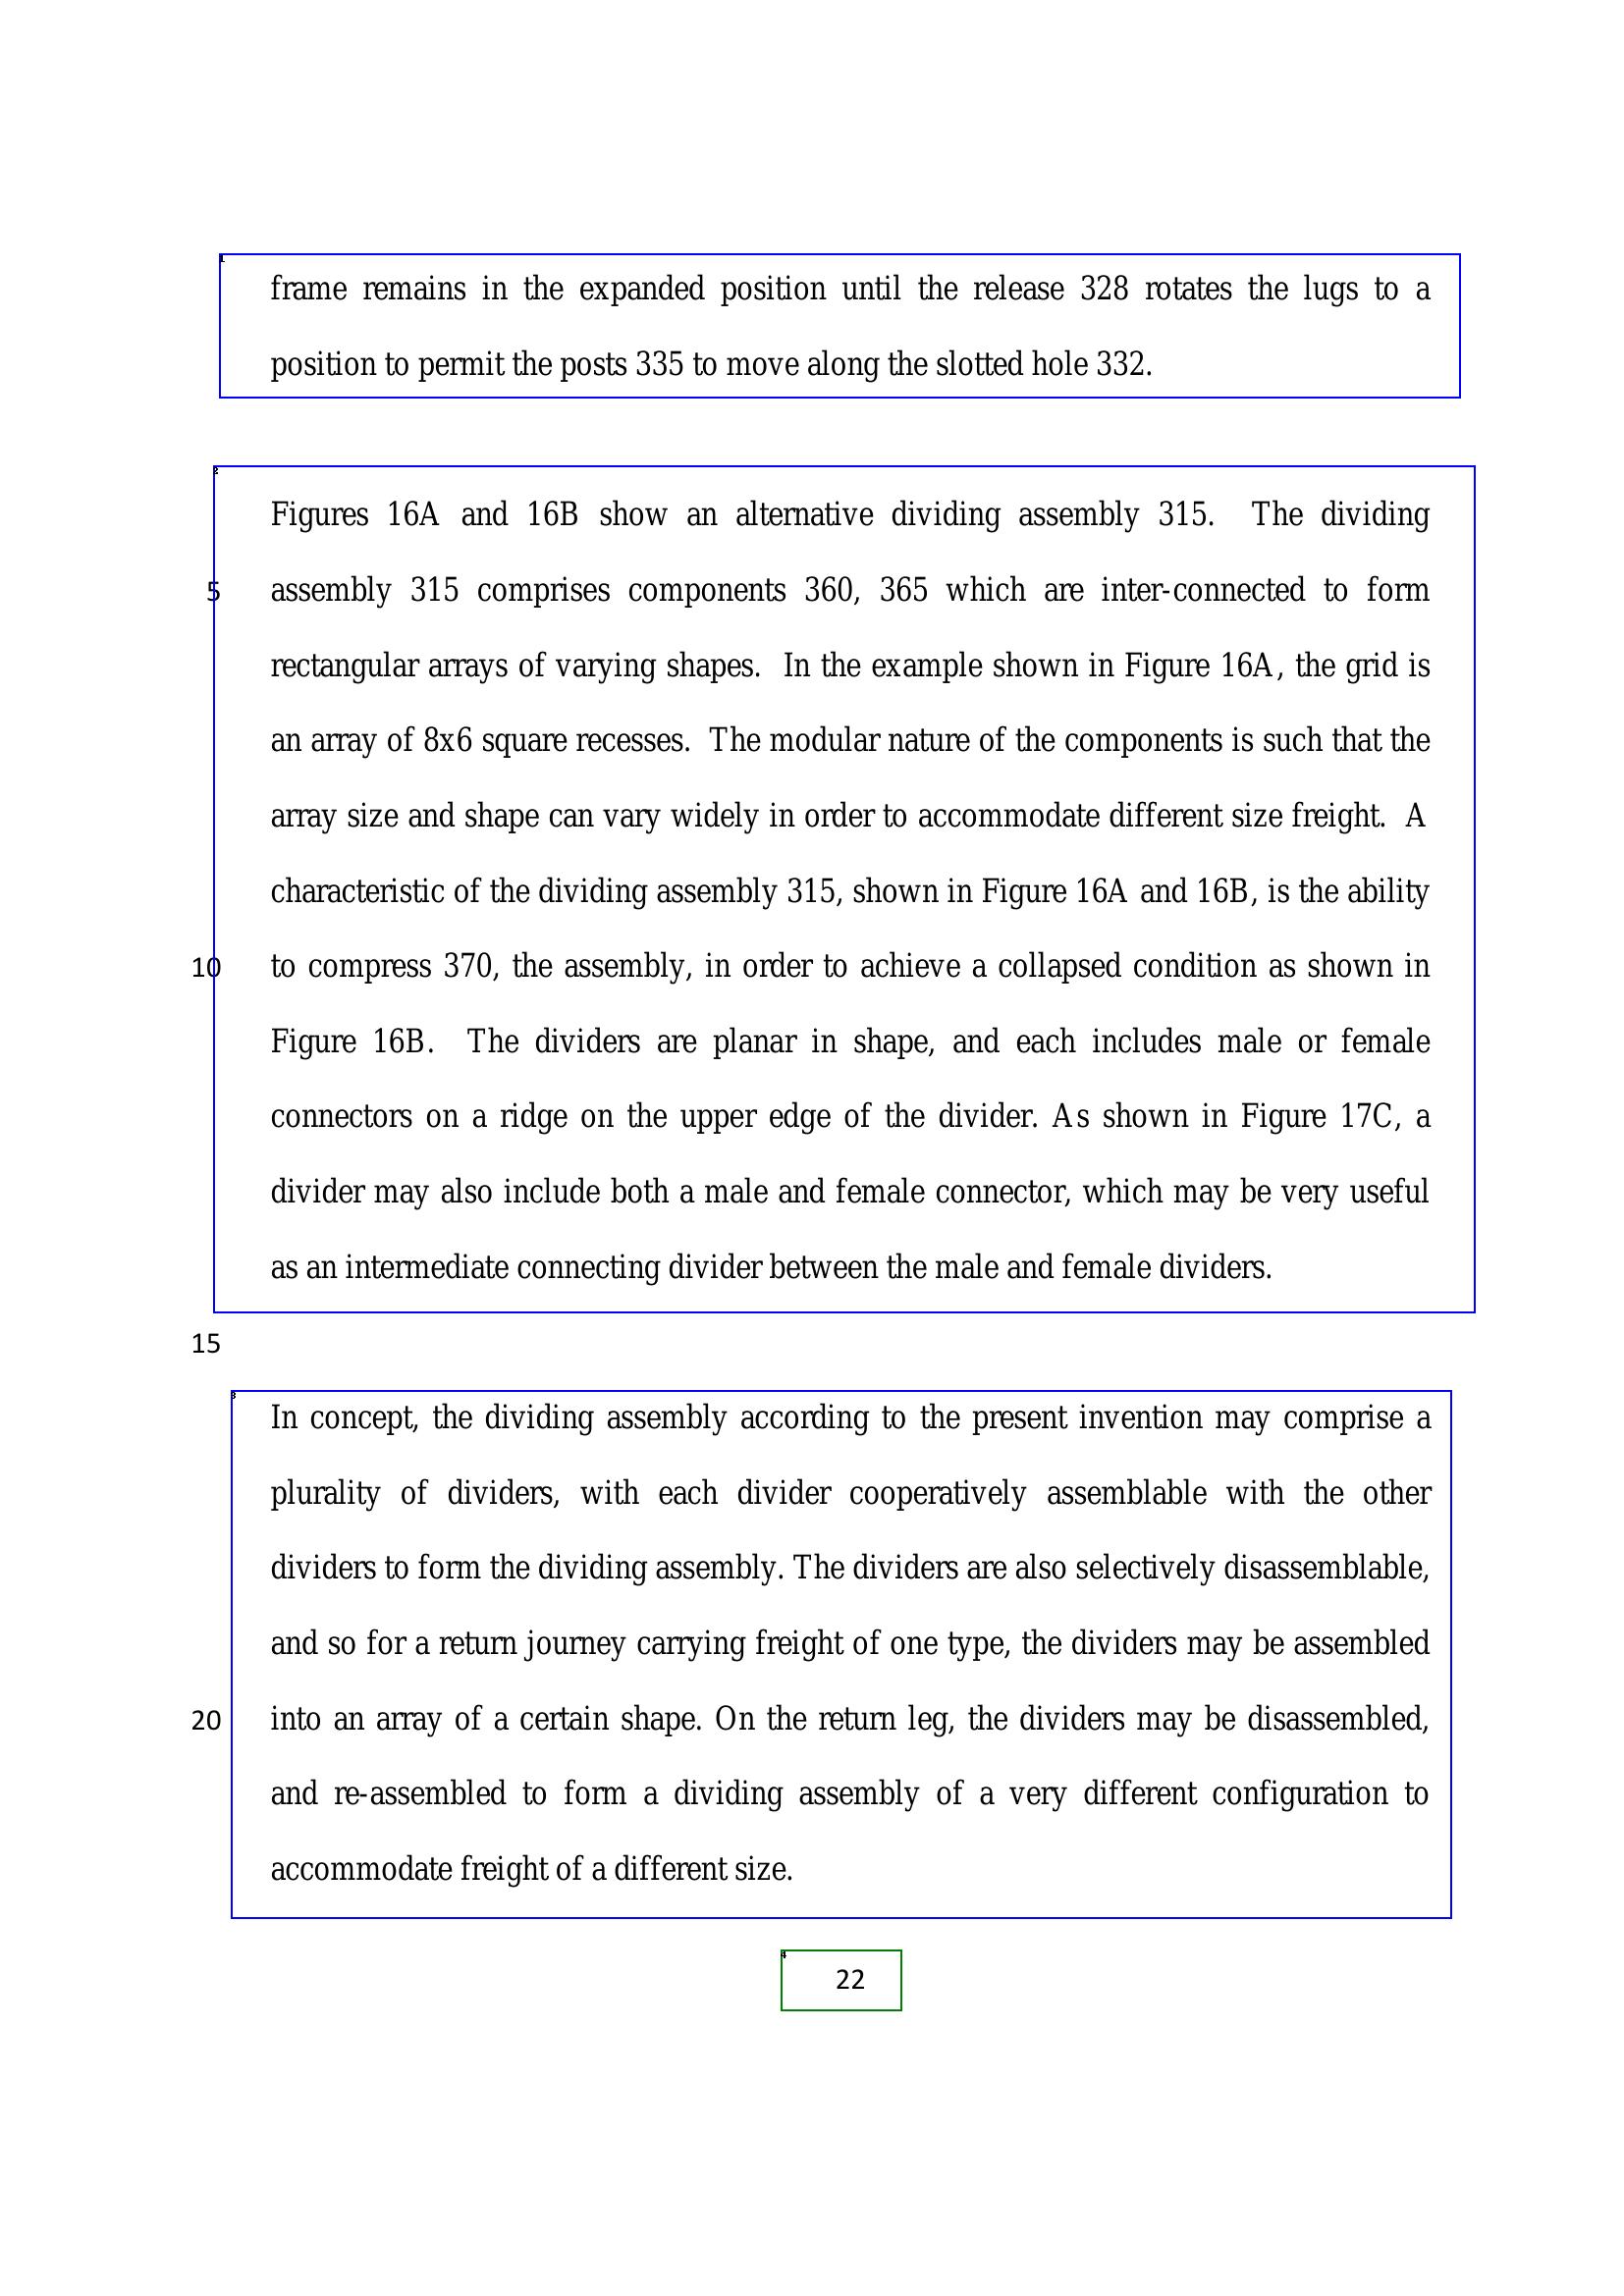 frame remains in the expanded position until the release 328 rotates the lugs to a
position to permit the posts 335 to move along the slotted hole 332.
Figures 16A and 16B show an alternative dividing assembly 315.  The dividing
5 assembly 315 comprises components 360, 365 which are inter-connected to form
rectangular arrays of varying shapes.  In the example shown in Figure 16A, the grid is
an array of 8x6 square recesses.  The modular nature of the components is such that the
array size and shape can vary widely in order to accommodate different size freight.  A
characteristic of the dividing assembly 315, shown in Figure 16A and 16B, is the ability
10 to compress 370, the assembly, in order to achieve a collapsed condition as shown in
Figure 16B.  The dividers are planar in shape, and each includes male or female
connectors on a ridge on the upper edge of the divider. As shown in Figure 17C, a
divider may also include both a male and female connector, which may be very useful
as an intermediate connecting divider between the male and female dividers.
15
In concept, the dividing assembly according to the present invention may comprise a
plurality of dividers, with each divider cooperatively assemblable with the other
dividers to form the dividing assembly. The dividers are also selectively disassemblable,
and so for a return journey carrying freight of one type, the dividers may be assembled
20 into an array of a certain shape. On the return leg, the dividers may be disassembled,
and re-assembled to form a dividing assembly of a very different configuration to
accommodate freight of a different size.
22